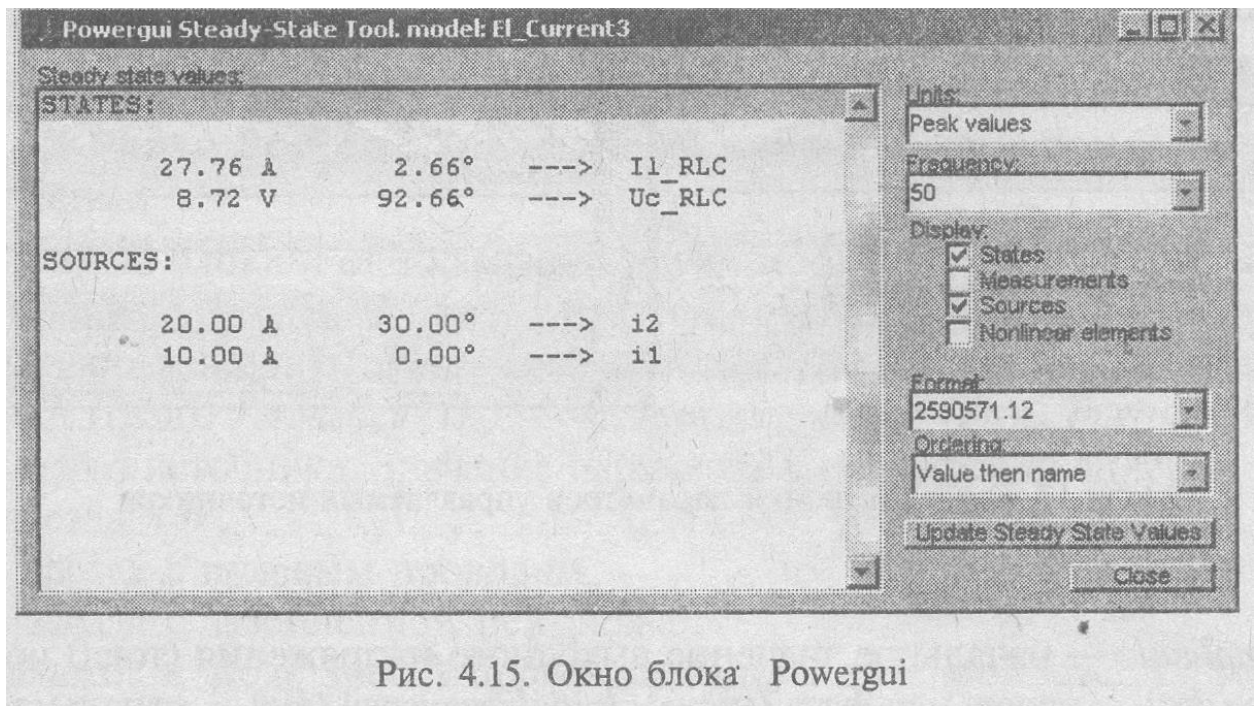 Powergui Steady-State Tool. model: El_Current3
Steady state values:
STATES:
27.76 A 2.66° ---> Il_RLC
8.72 V 92.66° ---> Uc_RLC
SOURCES:
20.00 A 30.00° ---> i2
10.00 A 0.00° ---> i1
Units:
Peak values
Frequency:
50
Display:
States
Measurements
Sources
Nonlinear elements
Format:
2590571.12
Ordering:
Value then name
Update Steady State Values
Close
Рис. 4.15. Окно блока Powergui